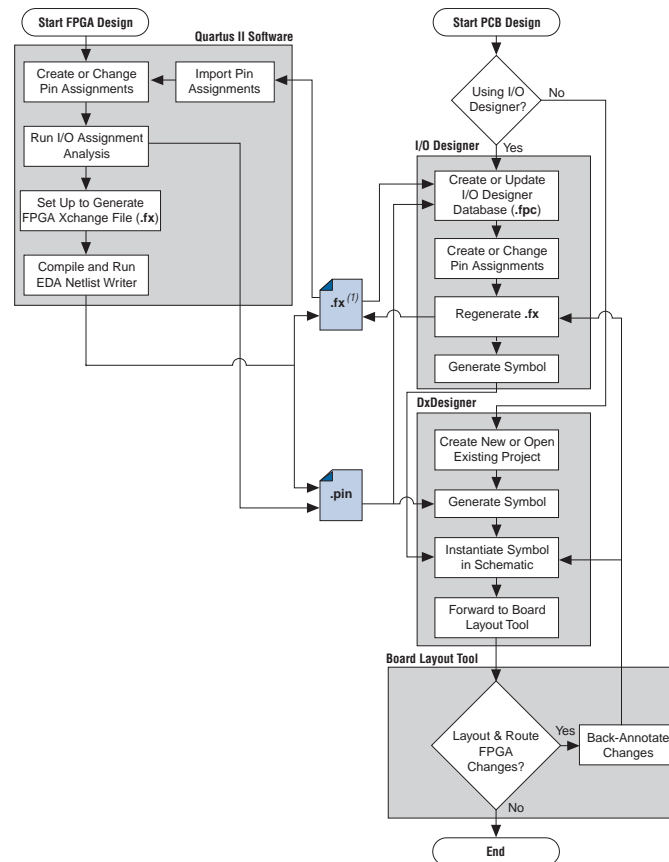 Start FPGA Design
Quartus II Software
Create or Change
Pin Assignments
Import Pin
Assignments
Run I/O Assignment
Analysis
Set Up to Generate
FPGA Xchange File (.fx)
Compile and Run
EDA Netlist Writer
.fx (1)
.pin
Start PCB Design
Using I/O
Designer?
No
Yes
I/O Designer
Create or Update
I/O Designer
Database (.fpc)
Create or Change
Pin Assignments
Regenerate .fx
Generate Symbol
DxDesigner
Create New or Open
Existing Project
Generate Symbol
Instantiate Symbol
in Schematic
Forward to Board
Layout Tool
Board Layout Tool
Layout & Route
FPGA
Changes?
Yes
Back-Annotate
Changes
No
End